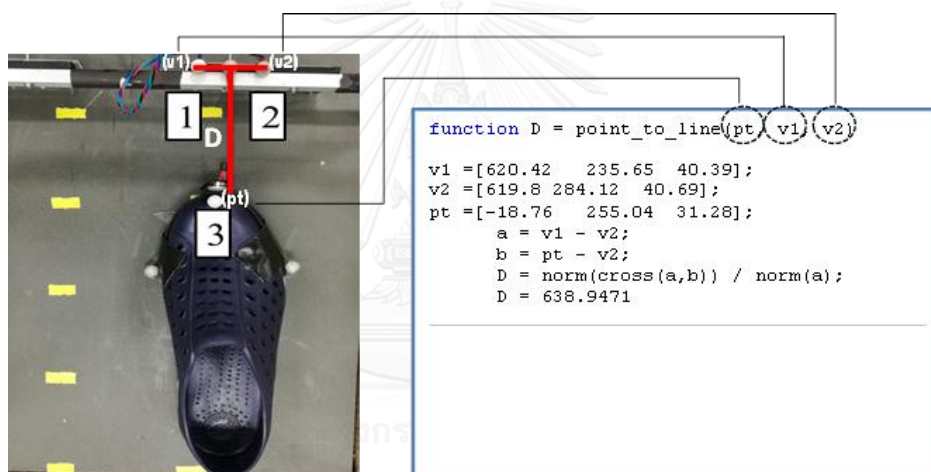 (v1) (v2)
1 2
D
(pt)
3
function D = point_to_line(pt, v1, v2)
v1 =[620.42 235.65 40.39];
v2 =[619.8 284.12 40.69];
pt =[-18.76 255.04 31.28];
a = v1 - v2;
b = pt - v2;
D = norm(cross(a,b)) / norm(a);
D = 638.9471